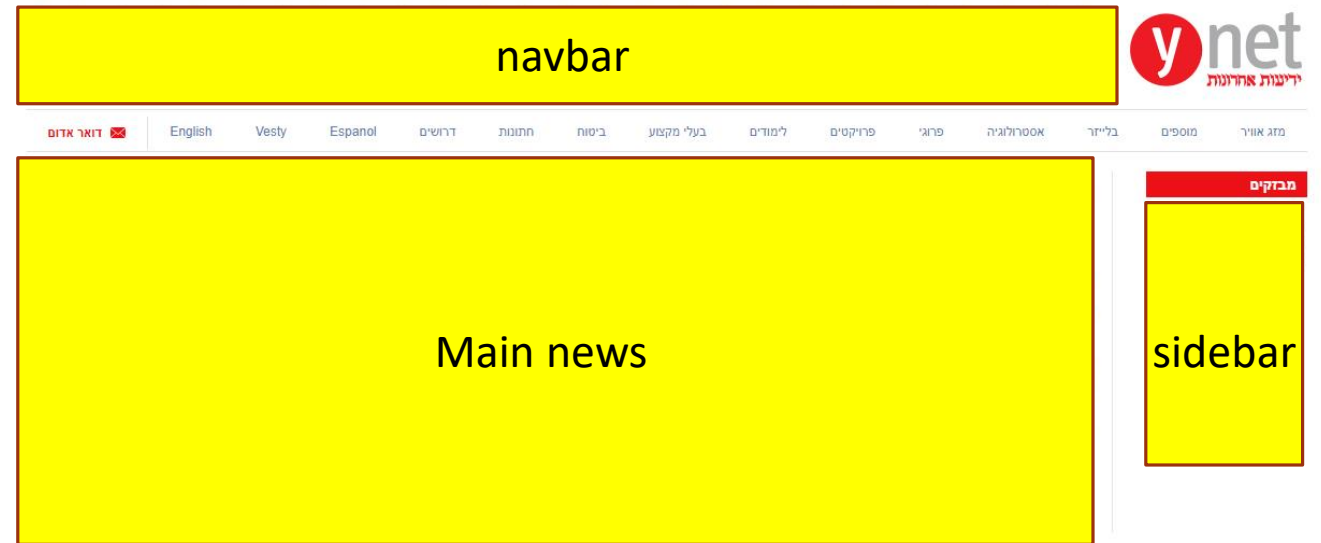 navbar
ynet
ידיעות אחרונות
מזג אוויר מוספים בלייזר אסטרולוגיה פרוגי פרויקטים לימודים בעלי מקצוע ביטוח חתונות דרושים Espanol Vesty English דואר אדום
מבזקים
Main news
sidebar